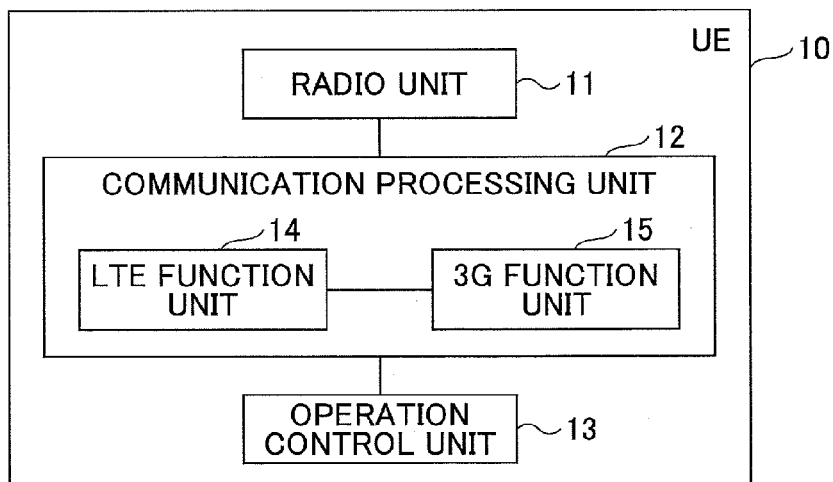 UE
10
RADIO UNIT
11
12
COMMUNICATION PROCESSING UNIT
14
15
LTE FUNCTION
UNIT
3G FUNCTION
UNIT
OPERATION
CONTROL UNIT
13